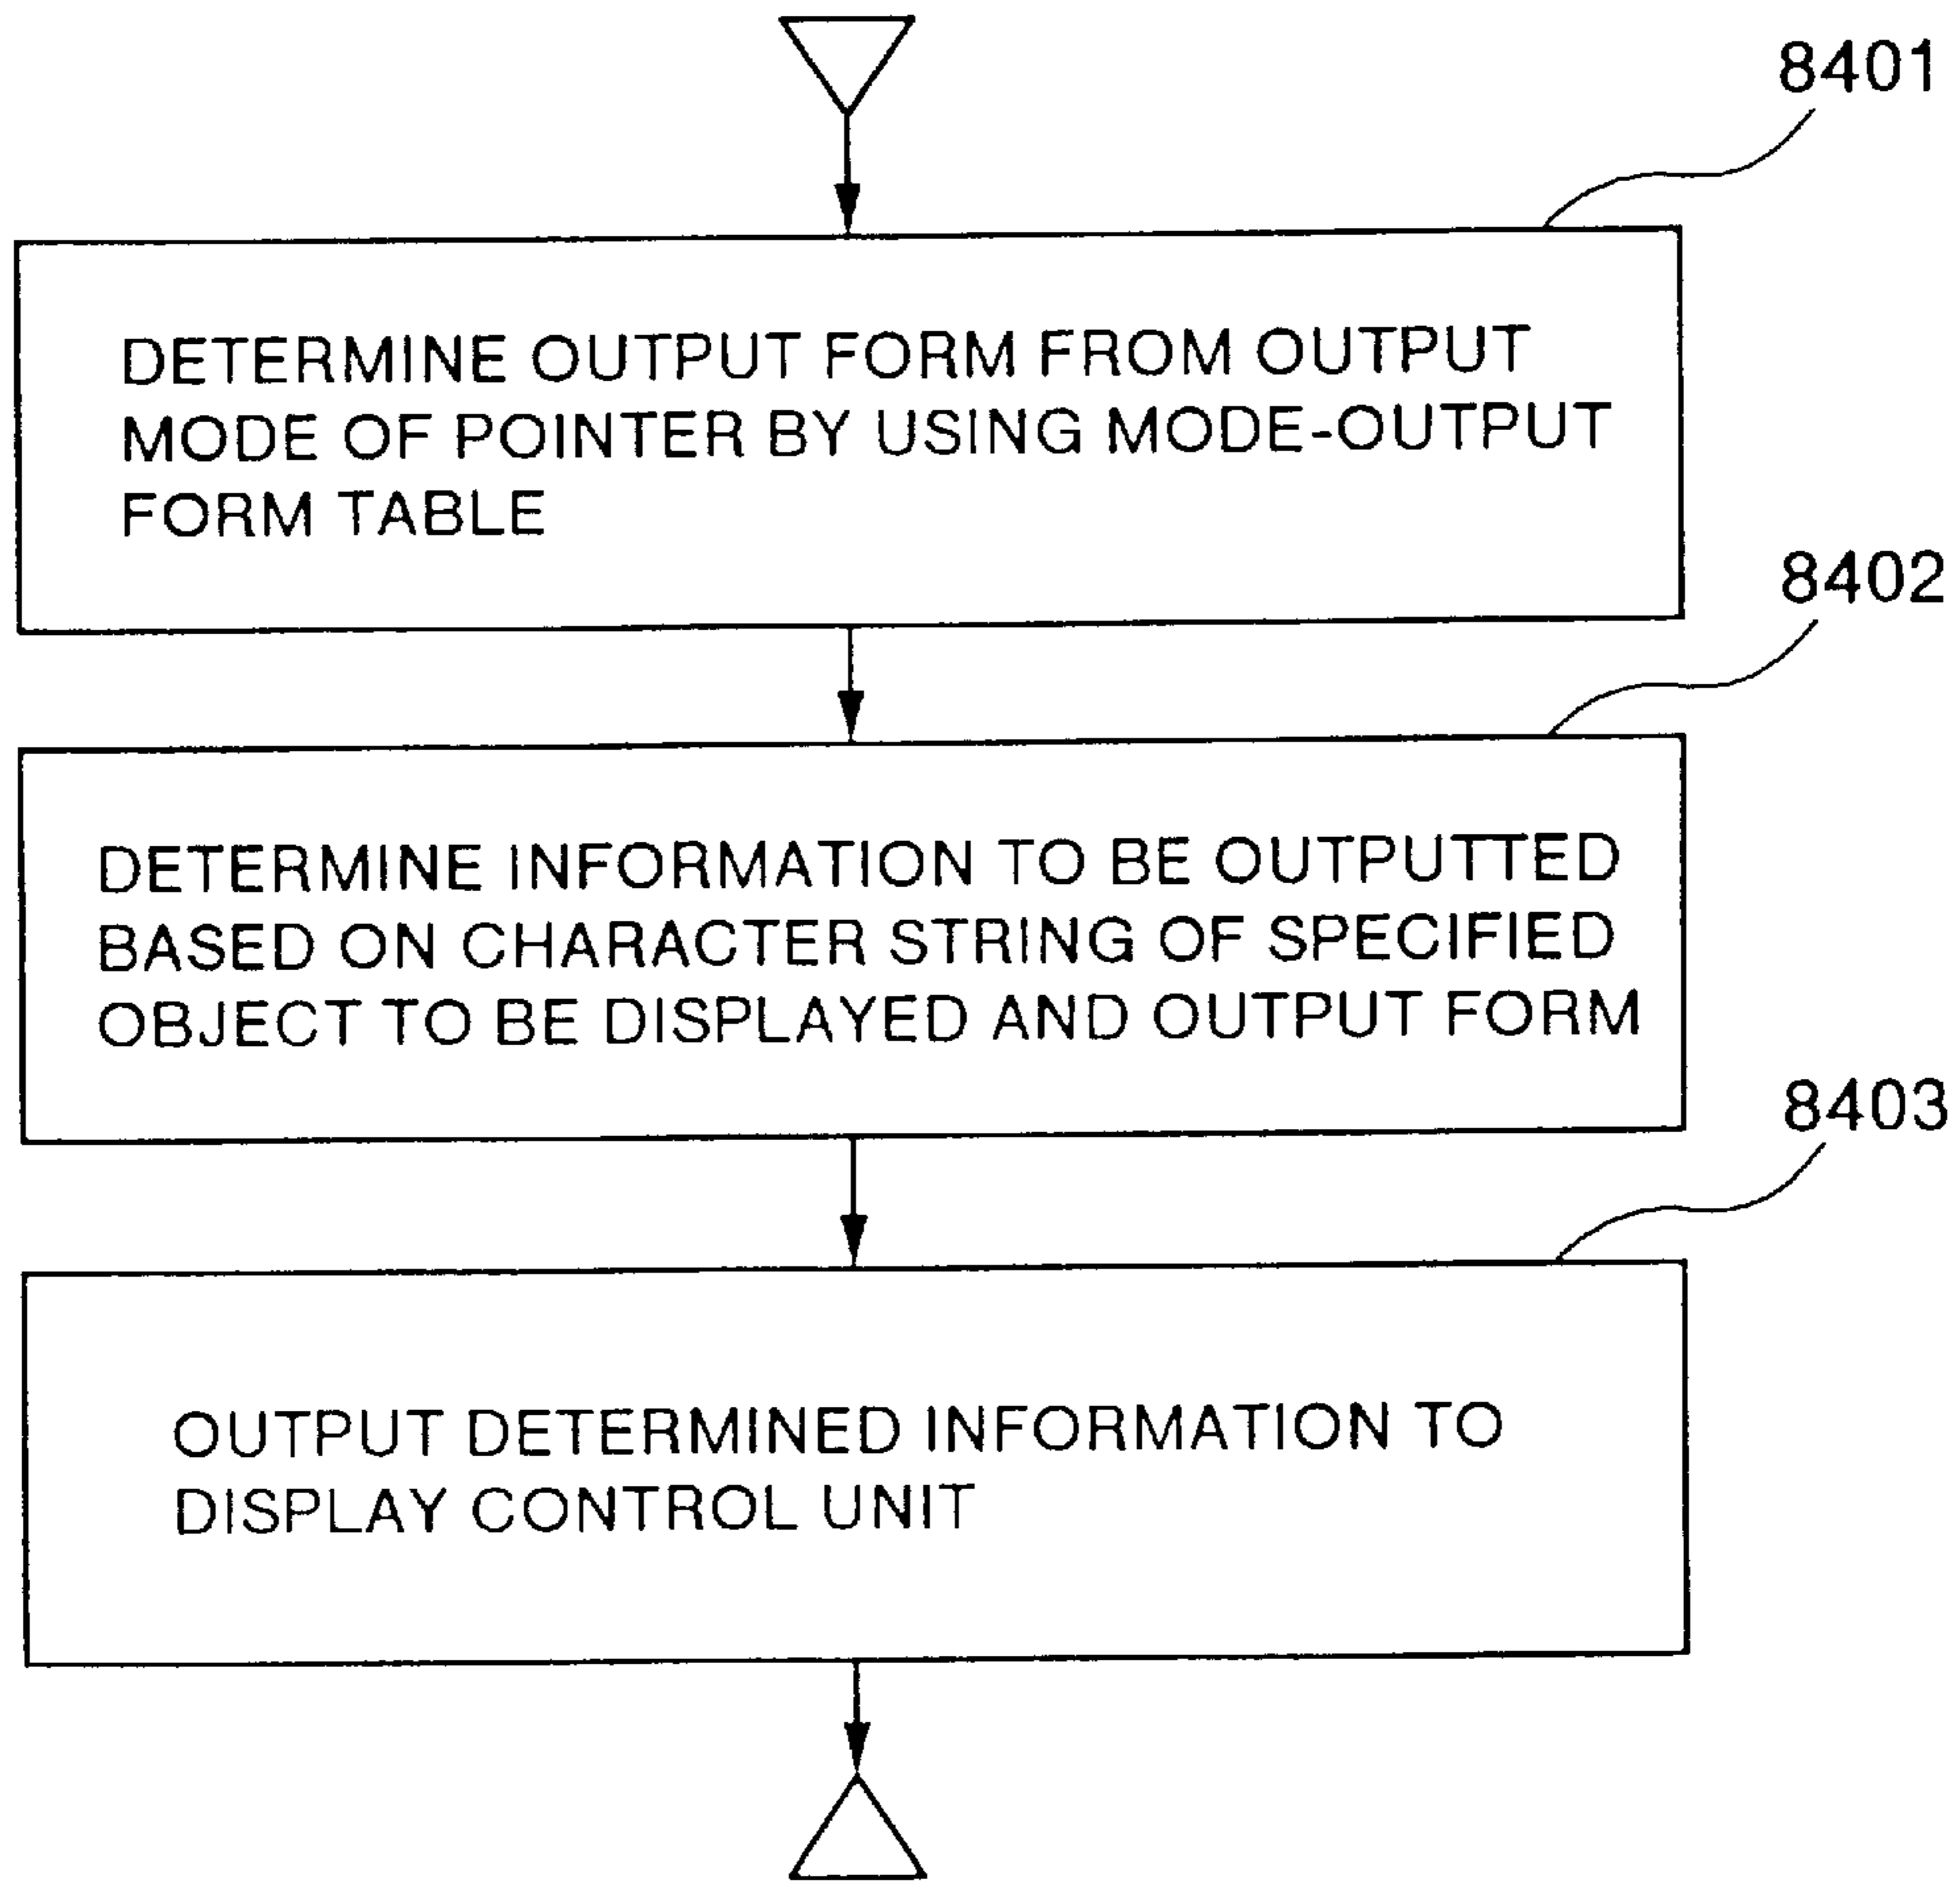 8401
DETERMINE OUTPUT FORM FROM OUTPUT
MODE OF POINTER BY USING MODE-OUTPUT
FORM TABLE
8402
DETERMINE INFORMATION TO BE OUTPUTTED
BASED ON CHARACTER STRING OF SPECIFIED
OBJECT TO BE DISPLAYED AND OUTPUT FORM
8403
OUTPUT DETERMINED INFORMATION TO
DISPLAY CONTROL UNIT